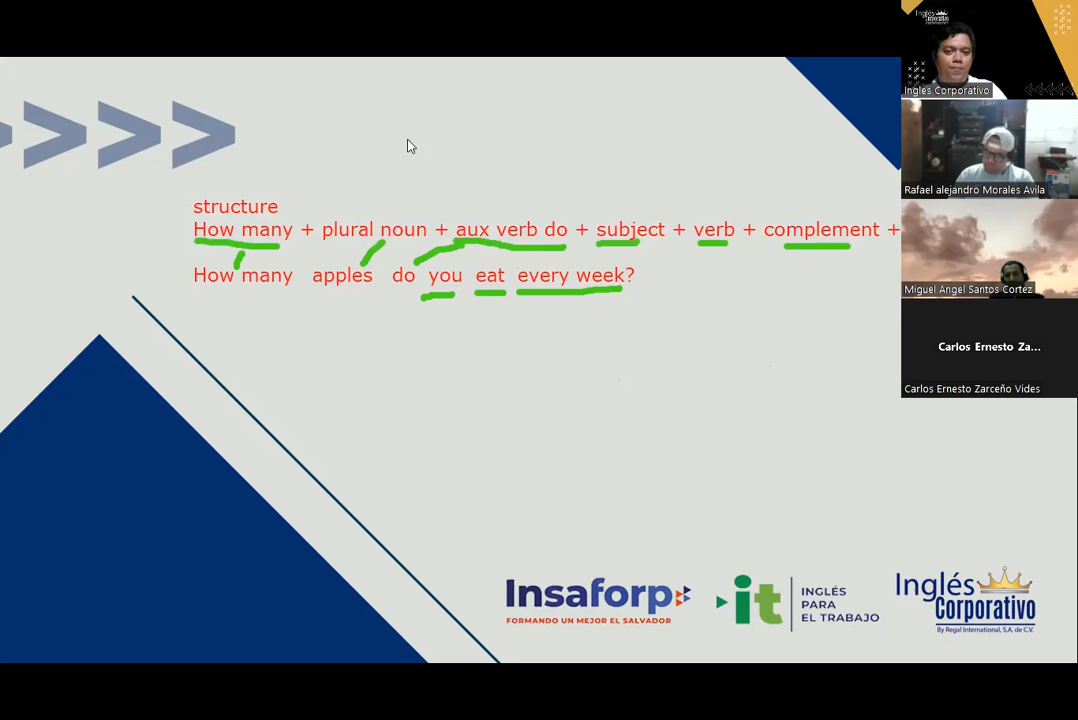 structure
How many + plural noun + aux verb do + subject + verb + complement +
How many apples do you eat every week?
Insaforp
FORMANDO UN MEJOR EL SALVADOR
it
INGLÉS
PARA
EL TRABAJO
Inglés
Corporativo
By Regal International, S.A. de C.V.
Inglés
Corporativo
Ingles Corporativo
Rafael alejandro Morales Avila
Miguel Angel Santos Cortez
Carlos Ernesto Za...
Carlos Ernesto Zarceño Vides